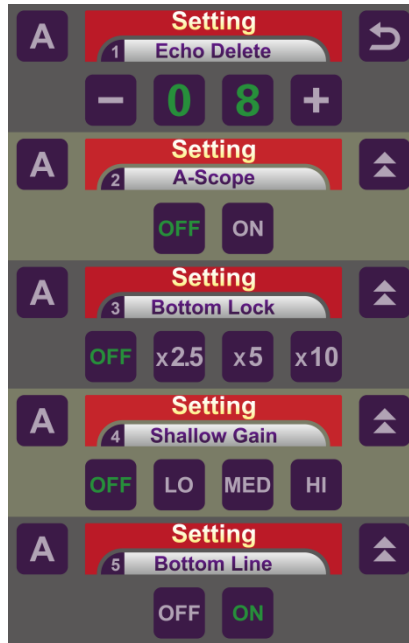 A Setting
1 Echo Delete
− 0 8 +
A Setting
2 A-Scope
OFF ON
A Setting
3 Bottom Lock
OFF x2.5 x5 x10
A Setting
4 Shallow Gain
OFF LO MED HI
A Setting
5 Bottom Line
OFF ON